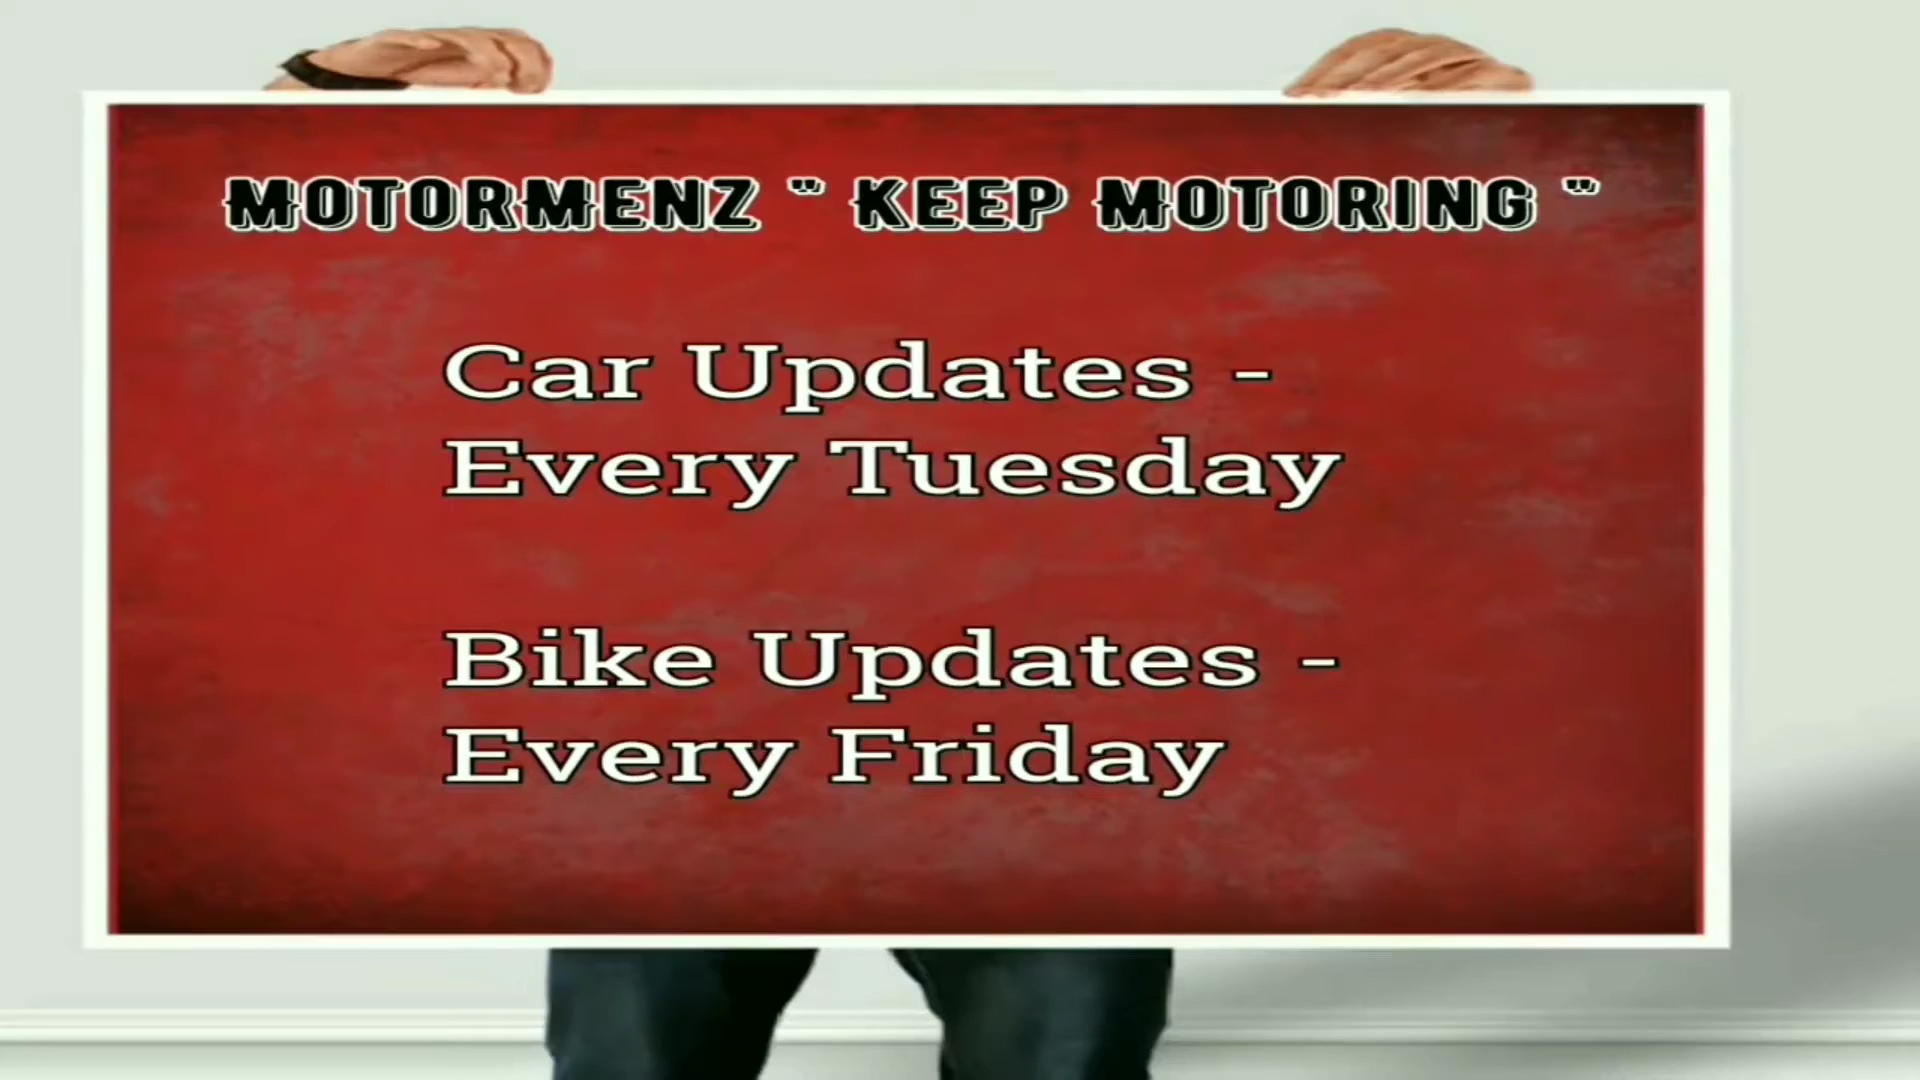 MOTORMENZ " KEEP MOTORING "
Car Updates -
Every Tuesday
Bike Updates -
Every Friday